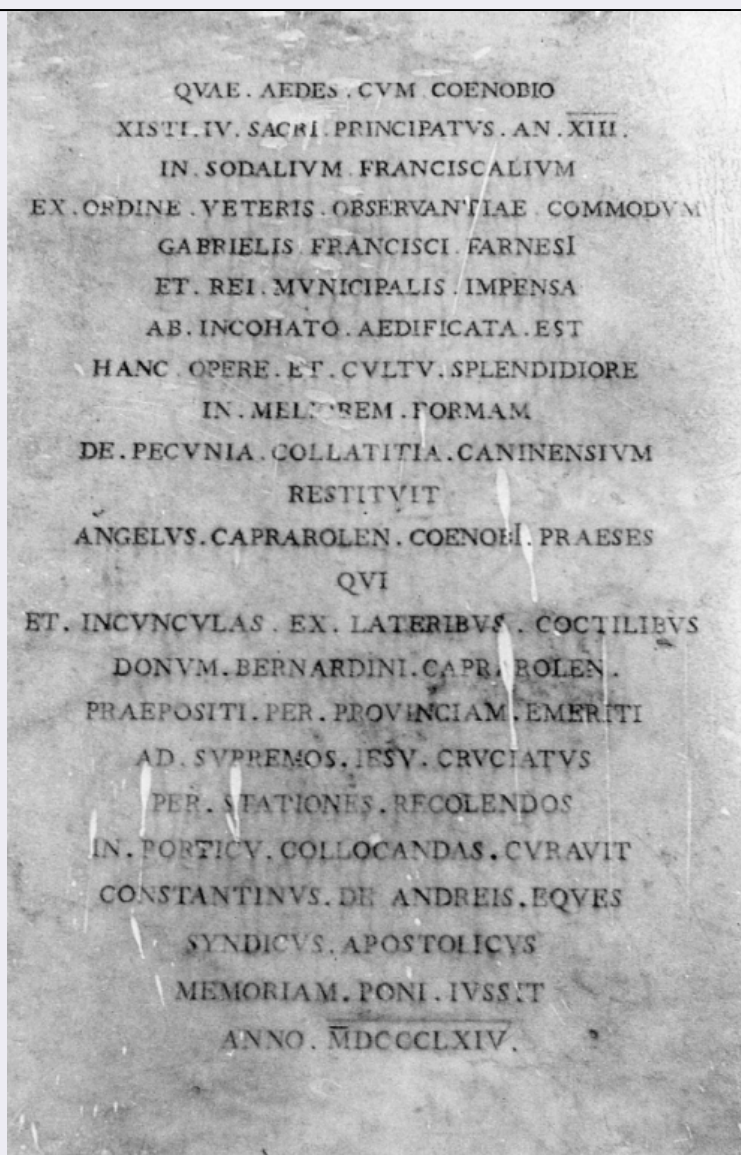 QVAE . AEDES . CVM COENOBIO
XISTI . IV . SACRI . PRINCIPATVS . AN . XIII .
IN . SODALIVM . FRANCISCALIVM
EX . ORDINE . VETERIS . OBSERVANTIAE . COMMODVM
GABRIELIS . FRANCISCI . FARNESI
ET . REI . MVNICIPALIS . IMPENSA
AB . INCOHATO . AEDIFICATA . EST
HANC . OPERE . ET . CVLTV . SPLENDIDIORE
IN . MELIOREM . FORMAM
DE . PECVNIA . COLLATITIA . CANINENSIVM
RESTITVIT
ANGELVS . CAPRAROLEN . COENOBI . PRAESES
QVI
ET . INCVNCVLAS . EX . LATERIBVS . COCTILIBVS
DONVM . BERNARDINI . CAPRAROLEN .
PRAEPOSITI . PER . PROVINCIAM . EMERITI
AD . SVPREMOS . IESV . CRVCIATVS
PER . STATIONES . RECOLENDOS
IN . PORTICV . COLLOCANDAS . CVRAVIT
CONSTANTINVS . DE ANDREIS . EQVES
SYNDICVS . APOSTOLICVS
MEMORIAM . PONI . IVSSIT
ANNO . MDCCCLXIV .